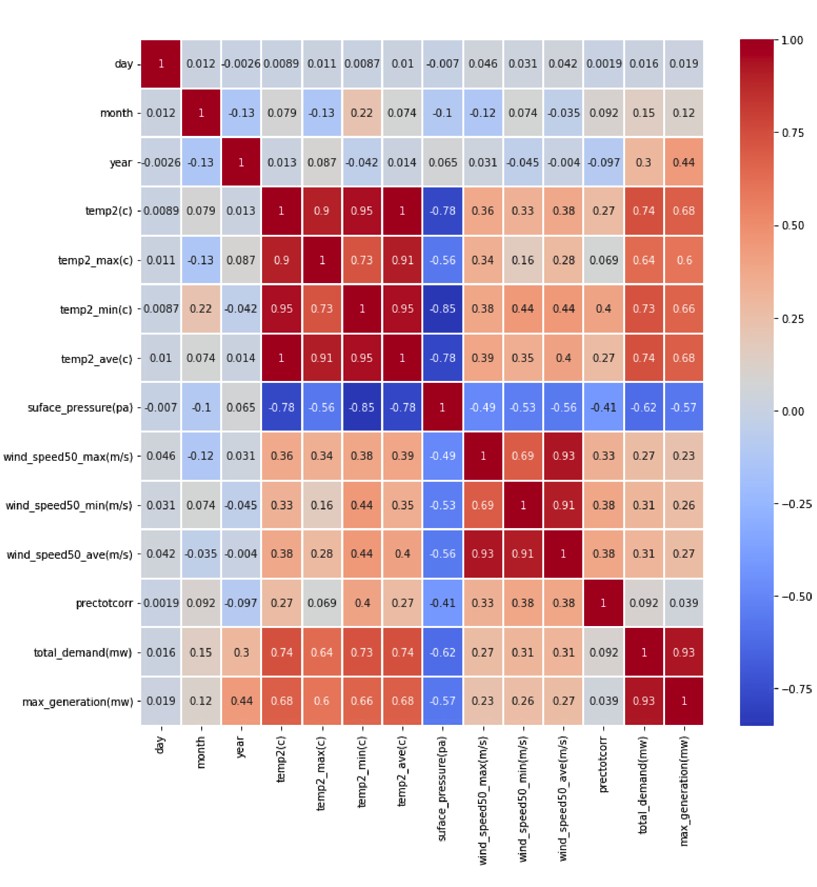 day 1 0.012 -0.0026 0.0089 0.011 0.0087 0.01 -0.007 0.046 0.031 0.042 0.0019 0.016 0.019
month 0.012 1 -0.13 0.079 -0.13 0.22 0.074 -0.1 -0.12 0.074 -0.035 0.092 0.15 0.12
year -0.0026 -0.13 1 0.013 0.087 -0.042 0.014 0.065 0.031 -0.045 -0.004 -0.097 0.3 0.44
temp2(c) 0.0089 0.079 0.013 1 0.9 0.95 1 -0.78 0.36 0.33 0.38 0.27 0.74 0.68
temp2_max(c) 0.011 -0.13 0.087 0.9 1 0.73 0.91 -0.56 0.34 0.16 0.28 0.069 0.64 0.6
temp2_min(c) 0.0087 0.22 -0.042 0.95 0.73 1 0.95 -0.85 0.38 0.44 0.44 0.4 0.73 0.66
temp2_ave(c) 0.01 0.074 0.014 1 0.91 0.95 1 -0.78 0.39 0.35 0.4 0.27 0.74 0.68
suface_pressure(pa) -0.007 -0.1 0.065 -0.78 -0.56 -0.85 -0.78 1 -0.49 -0.53 -0.56 -0.41 -0.62 -0.57
wind_speed50_max(m/s) 0.046 -0.12 0.031 0.36 0.34 0.38 0.39 -0.49 1 0.69 0.93 0.33 0.27 0.23
wind_speed50_min(m/s) 0.031 0.074 -0.045 0.33 0.16 0.44 0.35 -0.53 0.69 1 0.91 0.38 0.31 0.26
wind_speed50_ave(m/s) 0.042 -0.035 -0.004 0.38 0.28 0.44 0.4 -0.56 0.93 0.91 1 0.38 0.31 0.27
prectotcorr 0.0019 0.092 -0.097 0.27 0.069 0.4 0.27 -0.41 0.33 0.38 0.38 1 0.092 0.039
total_demand(mw) 0.016 0.15 0.3 0.74 0.64 0.73 0.74 -0.62 0.27 0.31 0.31 0.092 1 0.93
max_generation(mw) 0.019 0.12 0.44 0.68 0.6 0.66 0.68 -0.57 0.23 0.26 0.27 0.039 0.93 1
day
month
year
temp2(c)
temp2_max(c)
temp2_min(c)
temp2_ave(c)
suface_pressure(pa)
wind_speed50_max(m/s)
wind_speed50_min(m/s)
wind_speed50_ave(m/s)
prectotcorr
total_demand(mw)
max_generation(mw)
1.00
0.75
0.50
0.25
0.00
−0.25
−0.50
−0.75